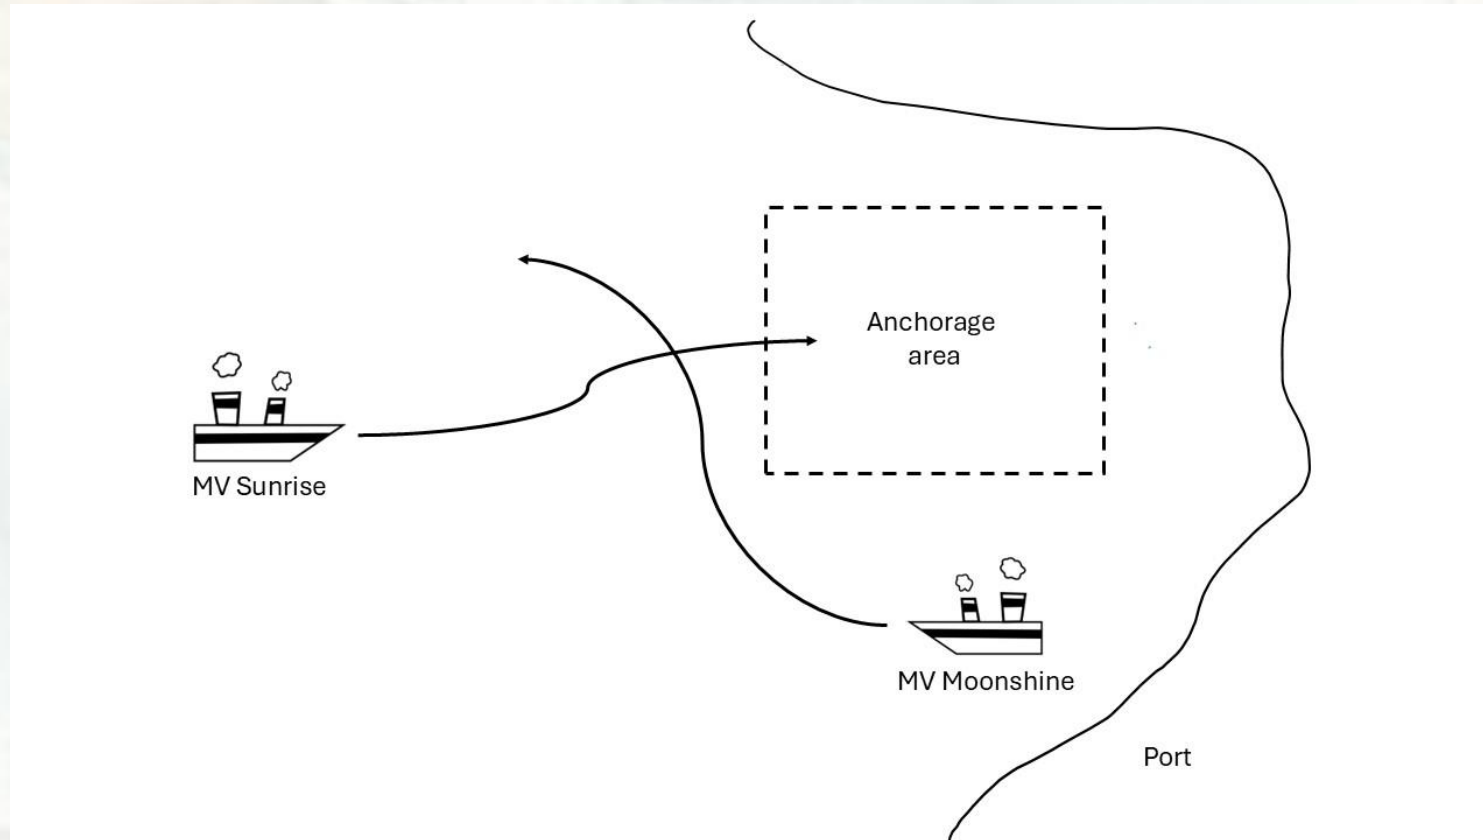 Anchorage
area
MV Sunrise
MV Moonshine
Port